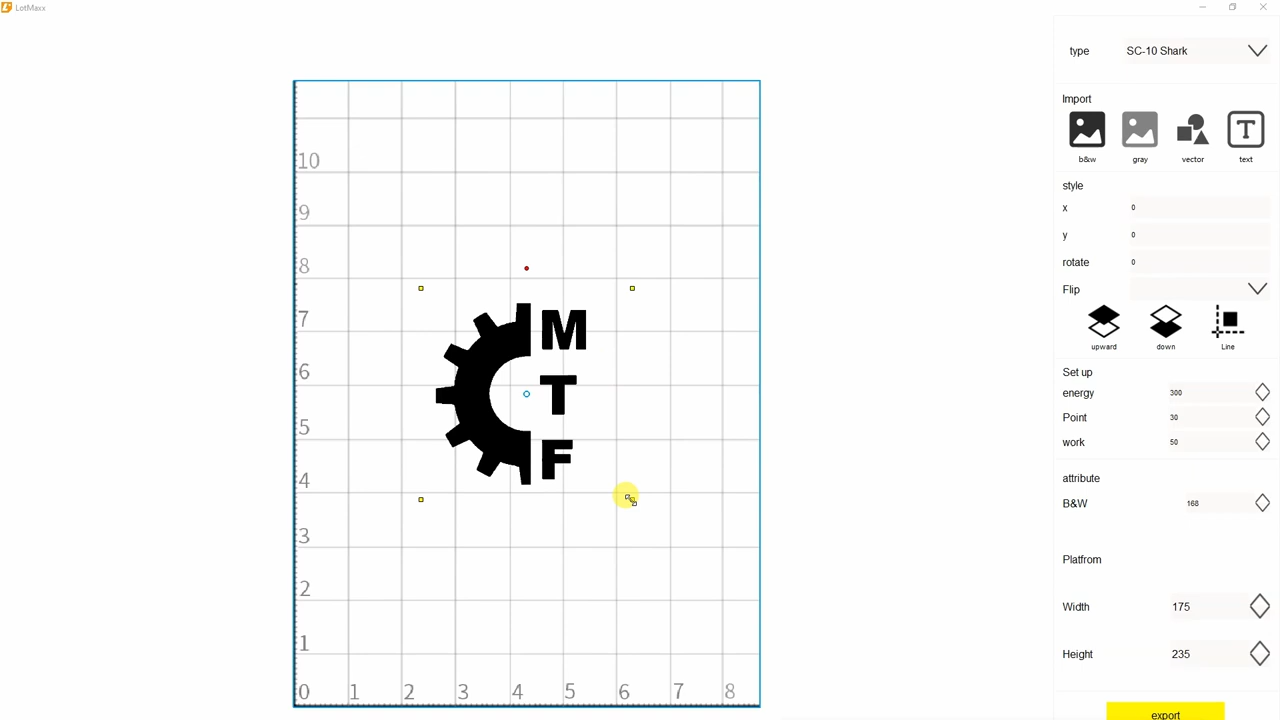 LotMaxx
type SC-10 Shark
Import
b&w gray vector text
style
x 0
y 0
rotate 0
Flip
upward down Line
Set up
energy 300
Point 30
work 50
attribute
B&W 168
Platfrom
Width 175
Height 235
export
10
9
8
7
6
5
4
3
2
1
0 1 2 3 4 5 6 7 8
M
T
F
T